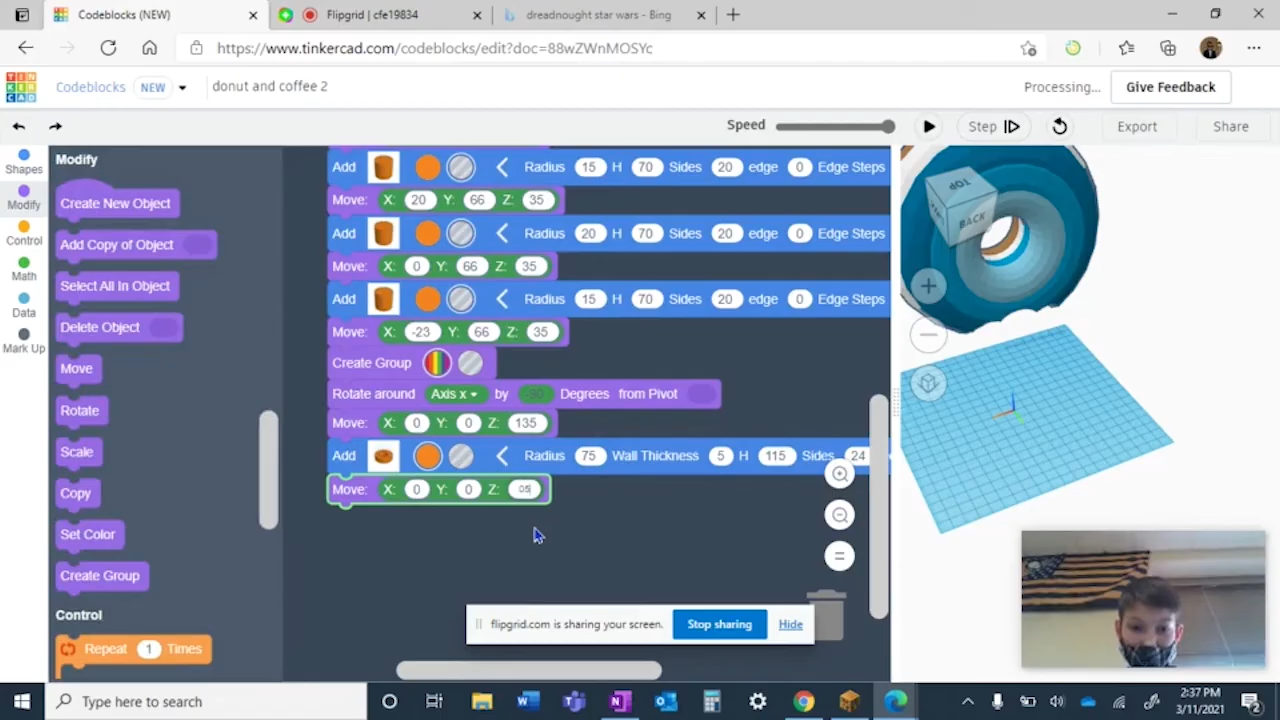 Codeblocks (NEW)
Flipgrid | cfe19834
dreadnought star wars - Bing
https://www.tinkercad.com/codeblocks/edit?doc=88wZWnMOSYc
TIN
KER
CAD
Codeblocks NEW
donut and coffee 2
Processing...
Give Feedback
Speed
Step
Export
Share
Shapes
Modify
Control
Math
Data
Mark Up
Modify
Create New Object
Add Copy of Object
Select All In Object
Delete Object
Move
Rotate
Scale
Copy
Set Color
Create Group
Control
Repeat 1 Times
Add Radius 15 H 70 Sides 20 edge 0 Edge Steps
Move: X: 20 Y: 66 Z: 35
Add Radius 20 H 70 Sides 20 edge 0 Edge Steps
Move: X: 0 Y: 66 Z: 35
Add Radius 15 H 70 Sides 20 edge 0 Edge Steps
Move: X: -23 Y: 66 Z: 35
Create Group
Rotate around Axis x by -90 Degrees from Pivot
Move: X: 0 Y: 0 Z: 135
Add Radius 75 Wall Thickness 5 H 115 Sides 24
Move: X: 0 Y: 0 Z: 05
TOP
BACK
flipgrid.com is sharing your screen.
Stop sharing
Hide
Type here to search
2:37 PM
3/11/2021
2